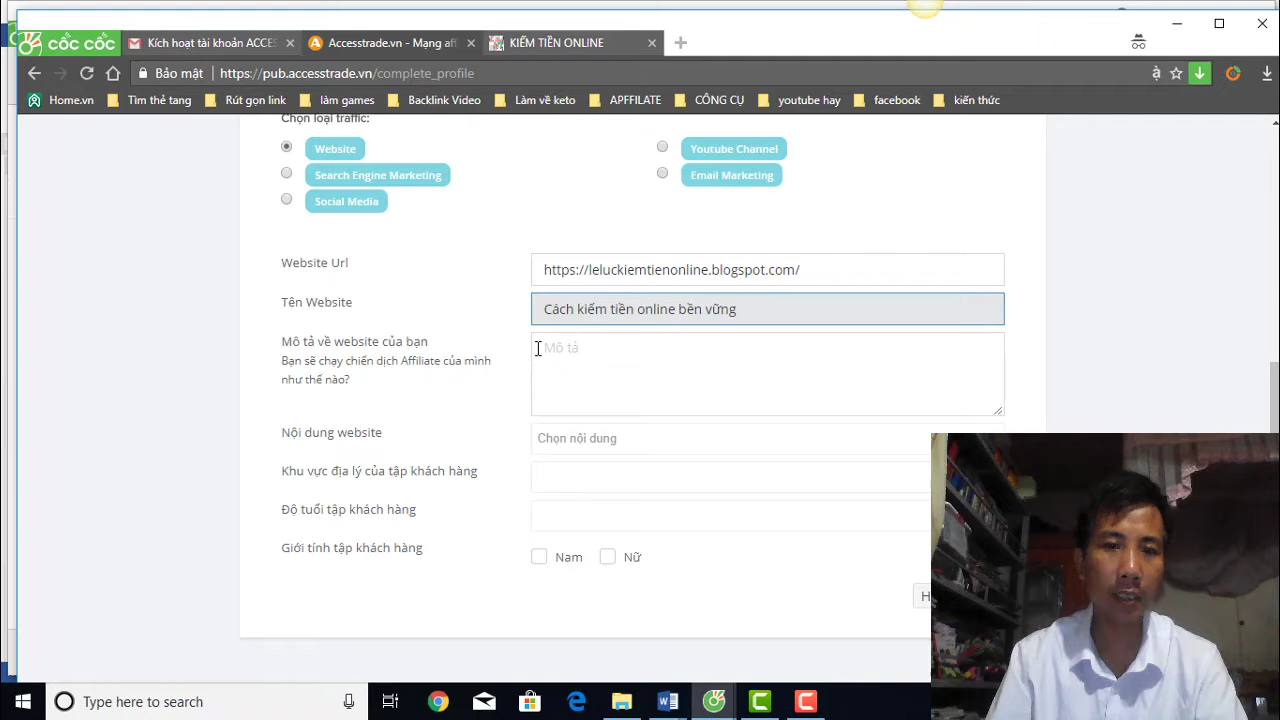 cốc cốc
Kích hoạt tài khoản ACCES
Accesstrade.vn - Mạng aff
KIẾM TIỀN ONLINE
Bảo mật
https://pub.accesstrade.vn/complete_profile
Home.vn
Tìm thẻ tang
Rút gọn link
làm games
Backlink Video
Làm về keto
APFFILATE
CÔNG CỤ
youtube hay
facebook
kiến thức
Chọn loại traffic:
Website
Youtube Channel
Search Engine Marketing
Email Marketing
Social Media
Website Url
https://leluckiemtienonline.blogspot.com/
Tên Website
Cách kiếm tiền online bền vững
Mô tả về website của bạn
Mô tả
Bạn sẽ chạy chiến dịch Affiliate của mình
như thế nào?
Nội dung website
Chọn nội dung
Khu vực địa lý của tập khách hàng
Độ tuổi tập khách hàng
Giới tính tập khách hàng
Nam
Nữ
Type here to search